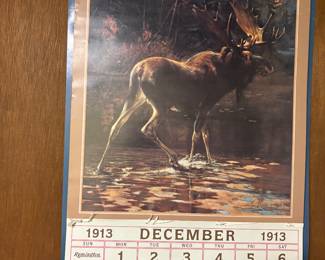 1913 DECEMBER 1913
SUN MON TUE WED THU FRI SAT
Remington 1 2 3 4 5 6